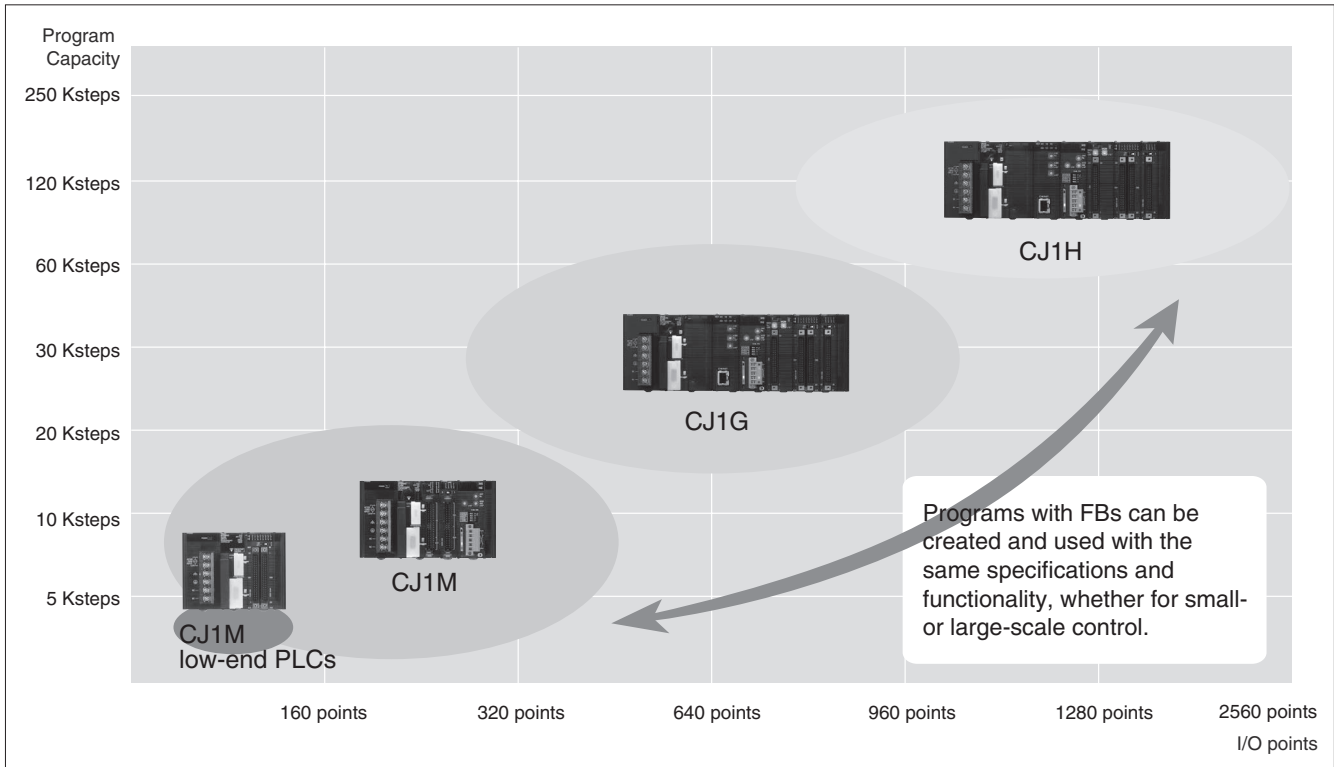 Program
Capacity
250 Ksteps
120 Ksteps
60 Ksteps
30 Ksteps
20 Ksteps
10 Ksteps
5 Ksteps
CJ1H
CJ1G
CJ1M
CJ1M
low-end PLCs
Programs with FBs can be
created and used with the
same specifications and
functionality, whether for small-
or large-scale control.
160 points
320 points
640 points
960 points
1280 points
2560 points
I/O points